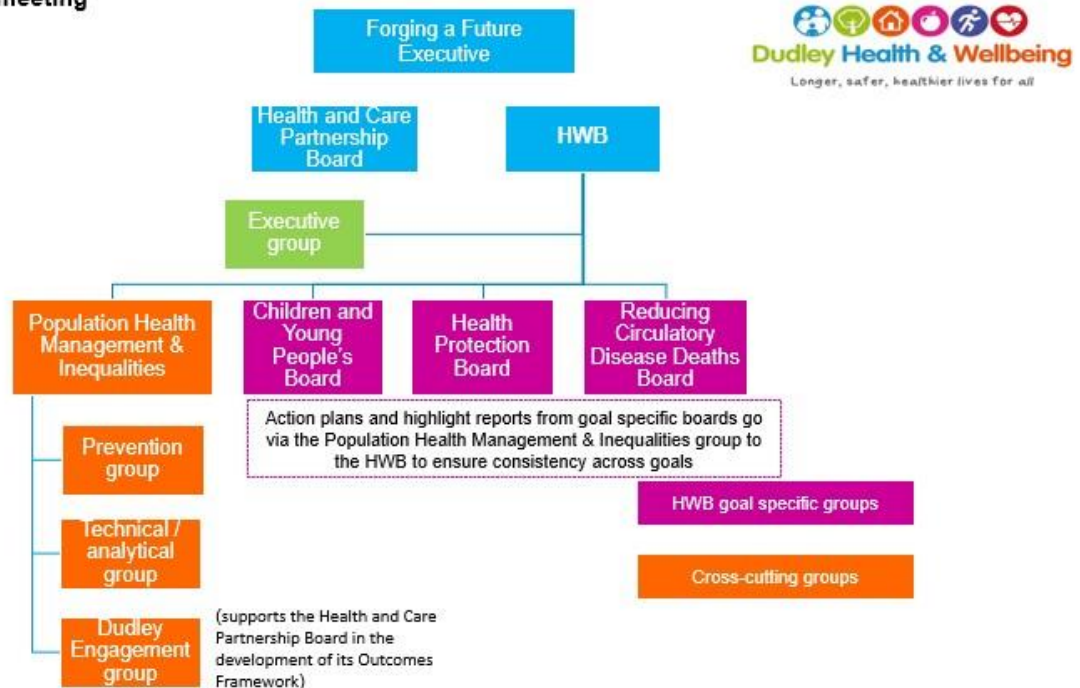 meeting
Forging a Future
Executive
Dudley Health & Wellbeing
Longer, safer, healthier lives for all
Health and Care
Partnership
Board
HWB
Executive
group
Population Health
Management &
Inequalities
Children and
Young
People's
Board
Health
Protection
Board
Reducing
Circulatory
Disease Deaths
Board
Action plans and highlight reports from goal specific boards go
via the Population Health Management & Inequalities group to
the HWB to ensure consistency across goals
Prevention
group
HWB goal specific groups
Technical /
analytical
group
Cross-cutting groups
Dudley
Engagement
group
(supports the Health and Care
Partnership Board in the
development of its Outcomes
Framework)